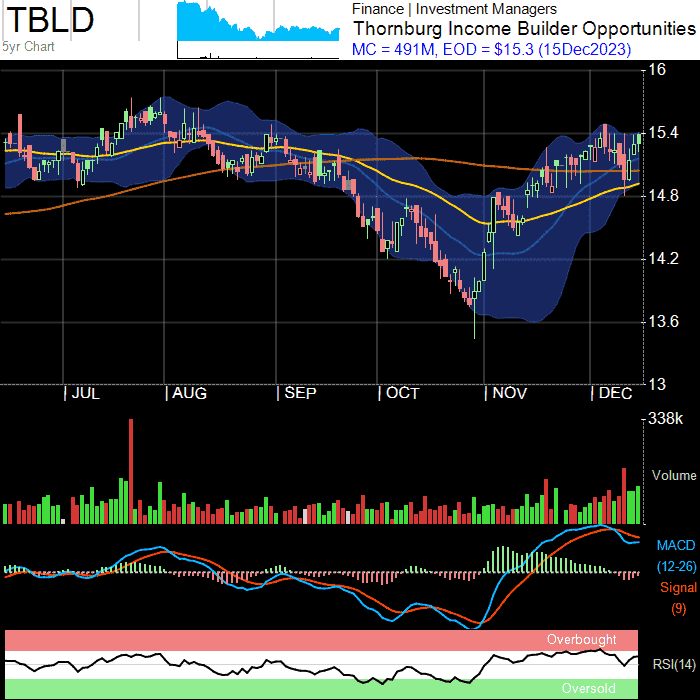 TBLD
5yr Chart
Finance | Investment Managers
Thornburg Income Builder Opportunities
MC = 491M, EOD = $15.3 (15Dec2023)
16
15.4
14.8
14.2
13.6
13
| JUL | AUG | SEP | OCT | NOV | DEC
338k
Volume
MACD
(12-26)
Signal
(9)
Overbought
RSI(14)
Oversold